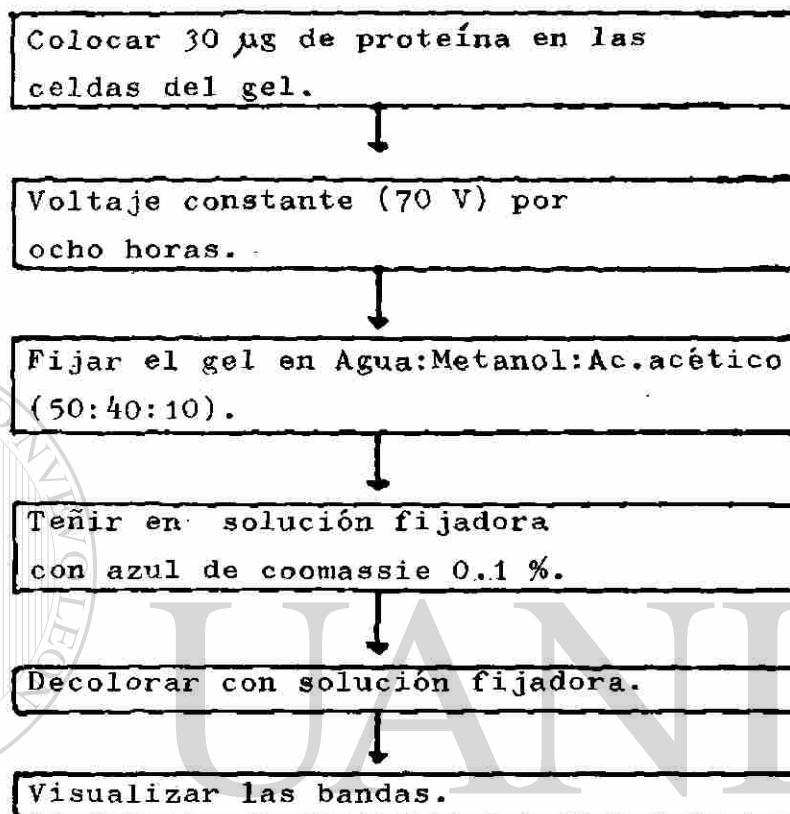 Colocar 30 µg de proteína en las
celdas del gel.
Voltaje constante (70 V) por
ocho horas.
Fijar el gel en Agua:Metanol:Ac.acético
(50:40:10).
Teñir en solución fijadora
con azul de coomassie 0.1 %.
Decolorar con solución fijadora.
Visualizar las bandas.
UANL